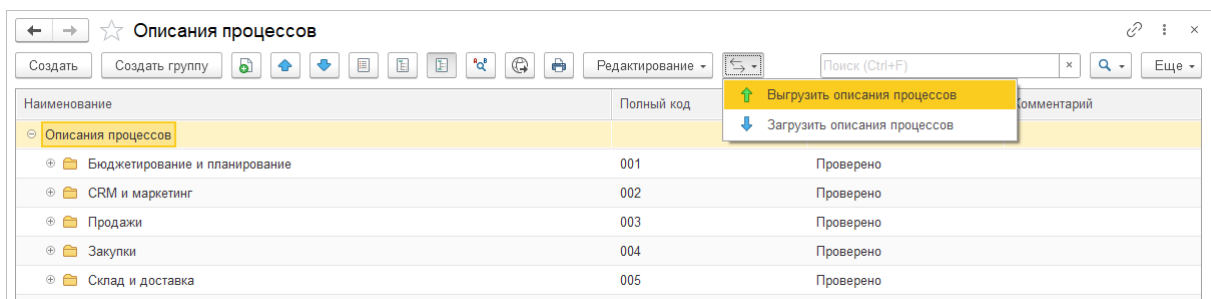 Описания процессов
Создать Создать группу Редактирование Поиск (Ctrl+F) Еще
Наименование Полный код Комментарий
Выгрузить описания процессов
Загрузить описания процессов
Описания процессов
Бюджетирование и планирование 001 Проверено
CRM и маркетинг 002 Проверено
Продажи 003 Проверено
Закупки 004 Проверено
Склад и доставка 005 Проверено